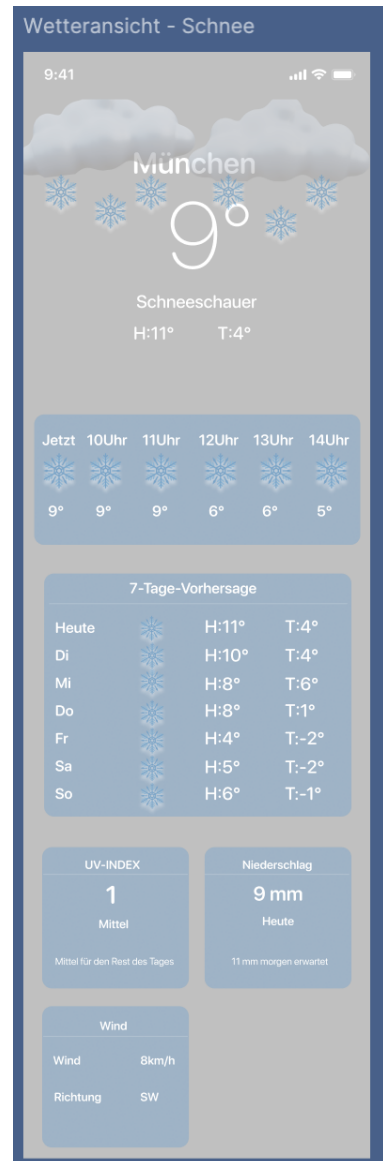 Wetteransicht - Schnee
9:41
München
9°
Schneeschauer
H:11° T:4°
Jetzt 10Uhr 11Uhr 12Uhr 13Uhr 14Uhr
9° 9° 9° 6° 6° 5°
7-Tage-Vorhersage
Heute H:11° T:4°
Di H:10° T:4°
Mi H:8° T:6°
Do H:8° T:1°
Fr H:4° T:-2°
Sa H:5° T:-2°
So H:6° T:-1°
UV-INDEX
1
Mittel
Mittel für den Rest des Tages
Niederschlag
9 mm
Heute
11 mm morgen erwartet
Wind
Wind 8km/h
Richtung SW